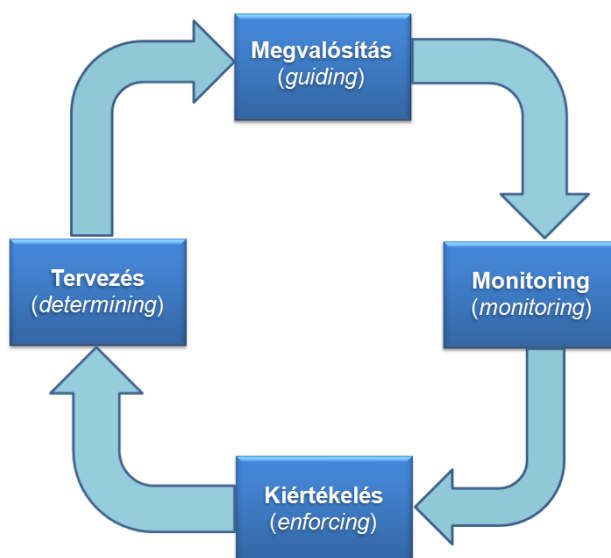 Megvalósítás
(guiding)
Tervezés
(determining)
Monitoring
(monitoring)
Kiértékelés
(enforcing)